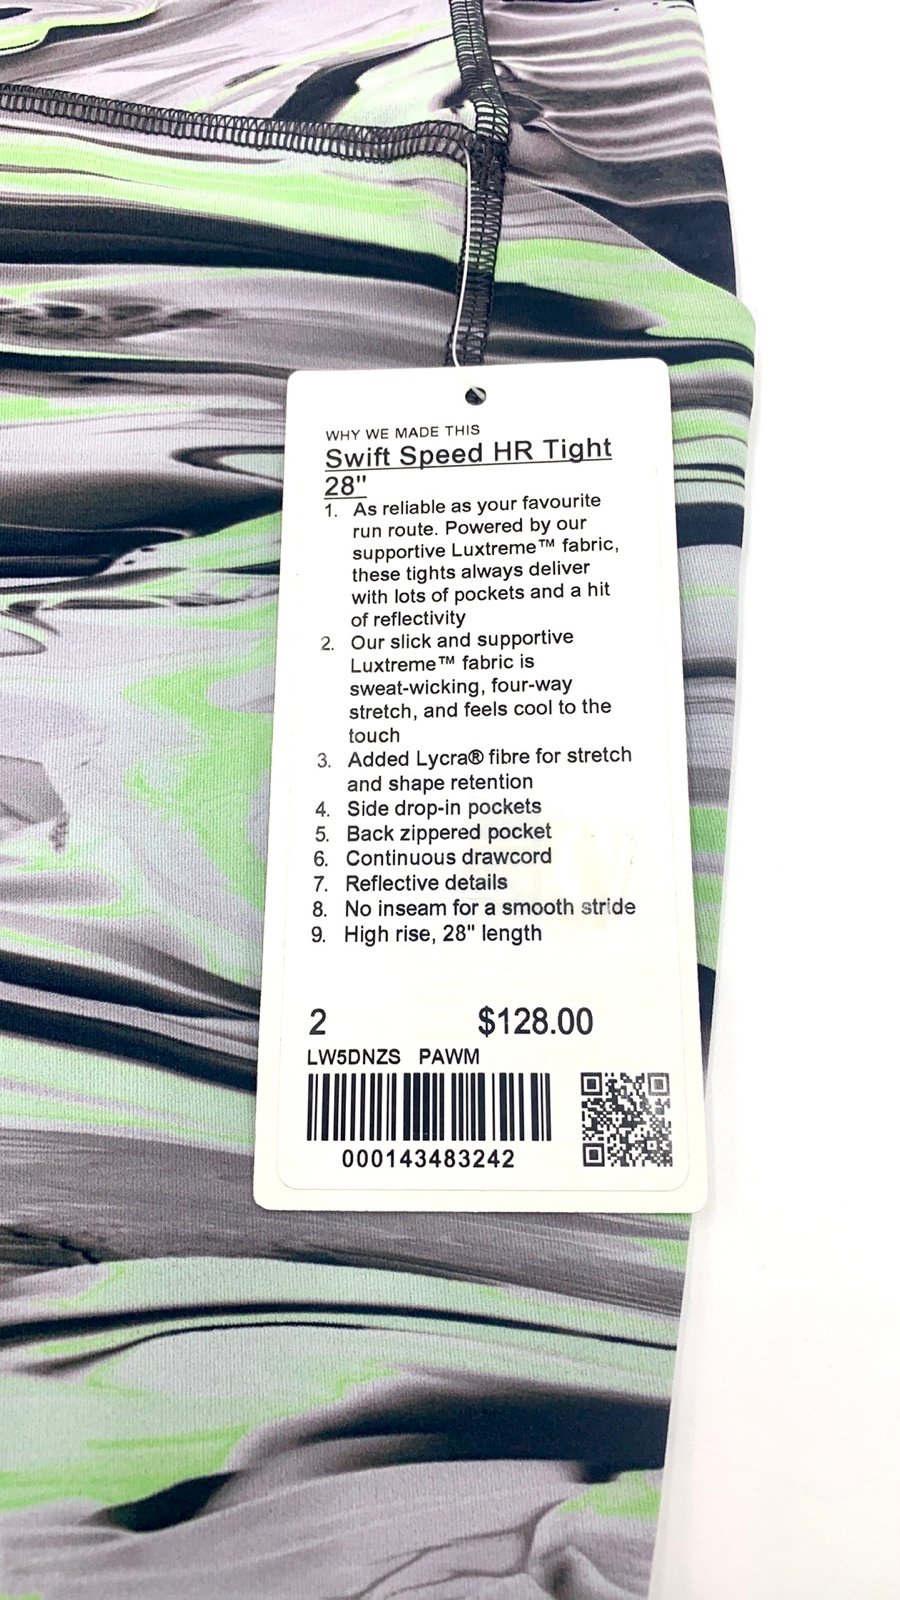 WHY WE MADE THIS
Swift Speed HR Tight
28"
1. As reliable as your favourite
run route. Powered by our
supportive Luxtreme™ fabric,
these tights always deliver
with lots of pockets and a hit
of reflectivity
2. Our slick and supportive
Luxtreme™ fabric is
sweat-wicking, four-way
stretch, and feels cool to the
touch
3. Added Lycra® fibre for stretch
and shape retention
4. Side drop-in pockets
5. Back zippered pocket
6. Continuous drawcord
7. Reflective details
8. No inseam for a smooth stride
9. High rise, 28" length
2 $128.00
LW5DNZS PAWM
000143483242